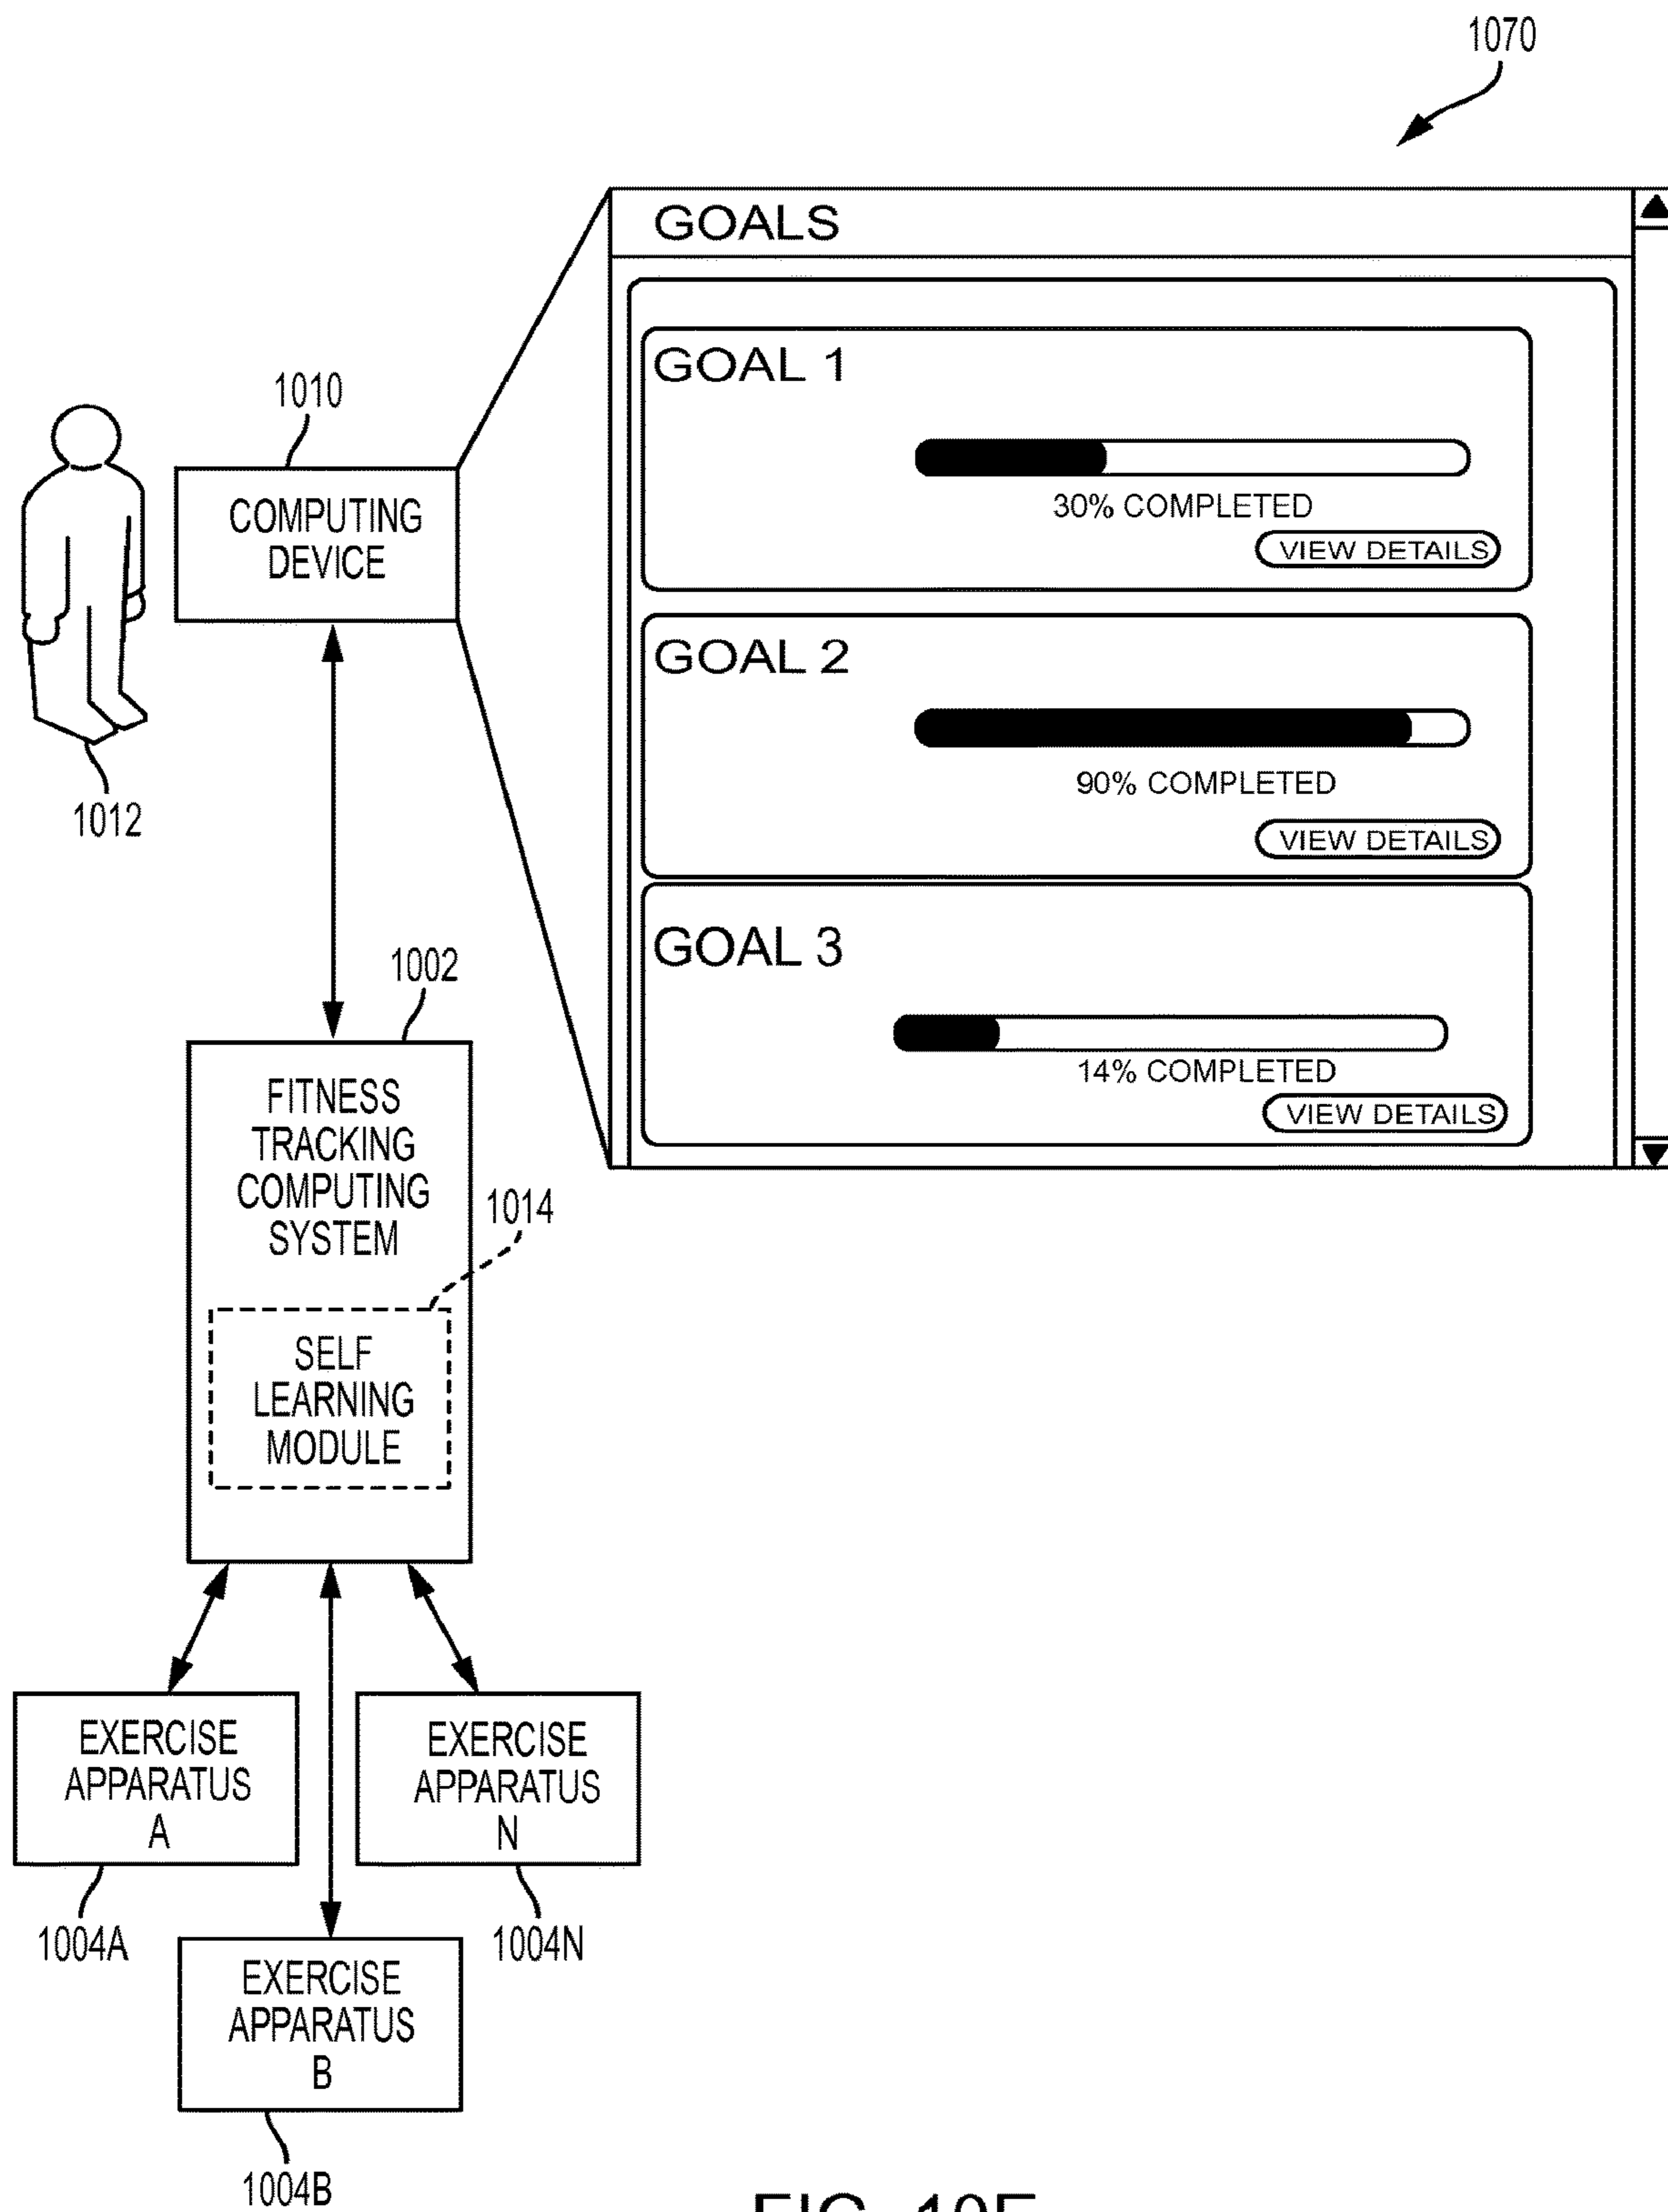 1070
GOALS
GOAL 1
30% COMPLETED
VIEW DETAILS
GOAL 2
90% COMPLETED
VIEW DETAILS
GOAL 3
14% COMPLETED
VIEW DETAILS
1010
COMPUTING
DEVICE
1012
1002
FITNESS
TRACKING
COMPUTING
SYSTEM
1014
SELF
LEARNING
MODULE
EXERCISE
APPARATUS
A
1004A
EXERCISE
APPARATUS
N
1004N
EXERCISE
APPARATUS
B
1004B